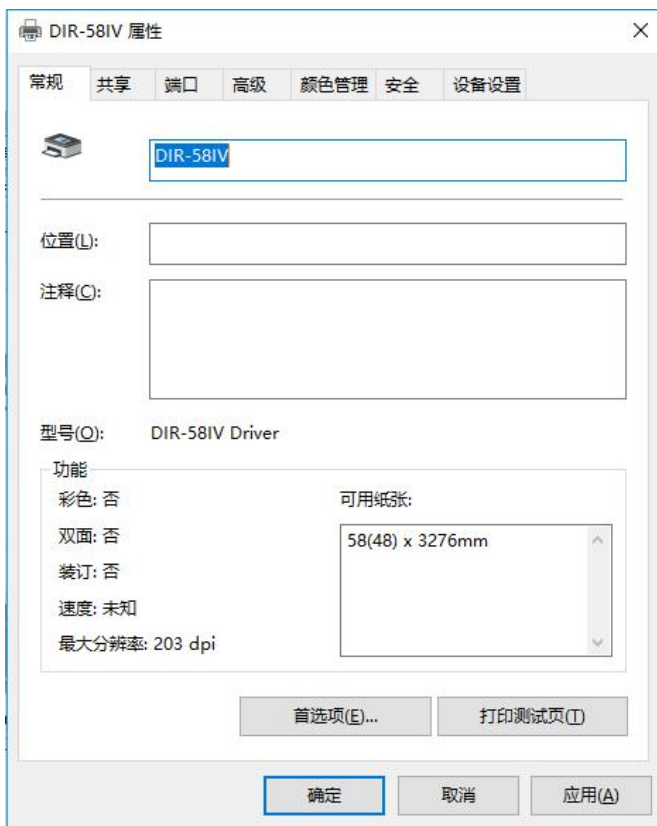 DIR-58IV 属性
常规 共享 端口 高级 颜色管理 安全 设备设置
DIR-58IV
位置(L):
注释(C):
型号(O): DIR-58IV Driver
功能
彩色: 否
双面: 否
装订: 否
速度: 未知
最大分辨率: 203 dpi
可用纸张:
58(48) x 3276mm
首选项(E)... 打印测试页(T)
确定 取消 应用(A)